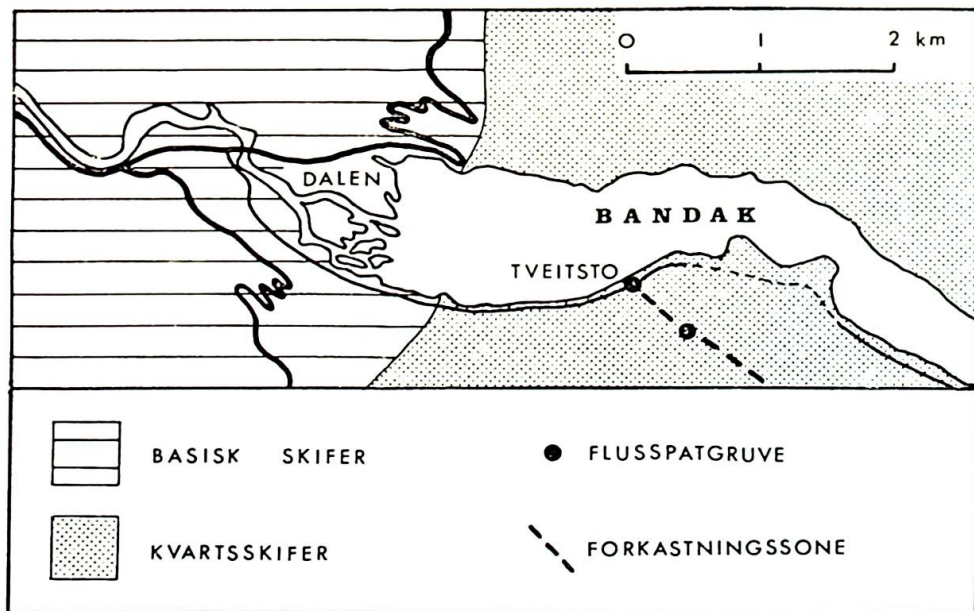 0 1 2 km
DALEN
BANDAK
TVEITSTO
BASISK SKIFER
FLUSSPATGRUVE
KVARTSSKIFER
FORKASTNINGSSONE